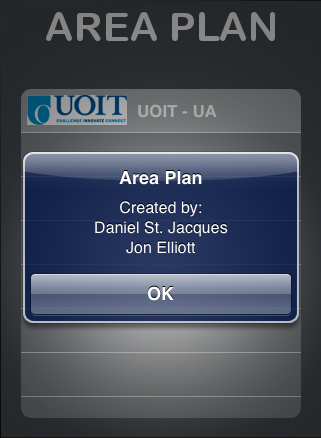 AREA PLAN
UOIT UOIT - UA
CHALLENGE INNOVATE CONNECT
Area Plan
Created by:
Daniel St. Jacques
Jon Elliott
OK